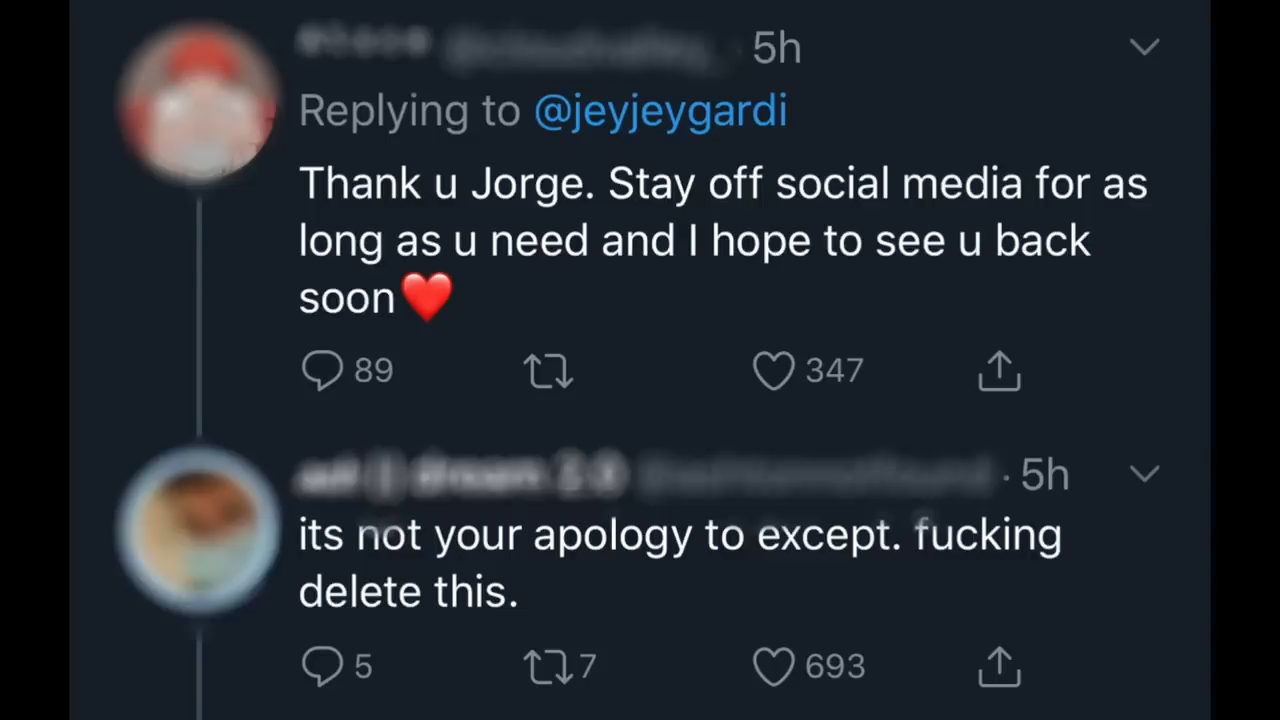 5h
Replying to @jeyjeygardi
Thank u Jorge. Stay off social media for as
long as u need and I hope to see u back
soon❤️
89 347
· 5h
its not your apology to except. fucking
delete this.
5 7 693